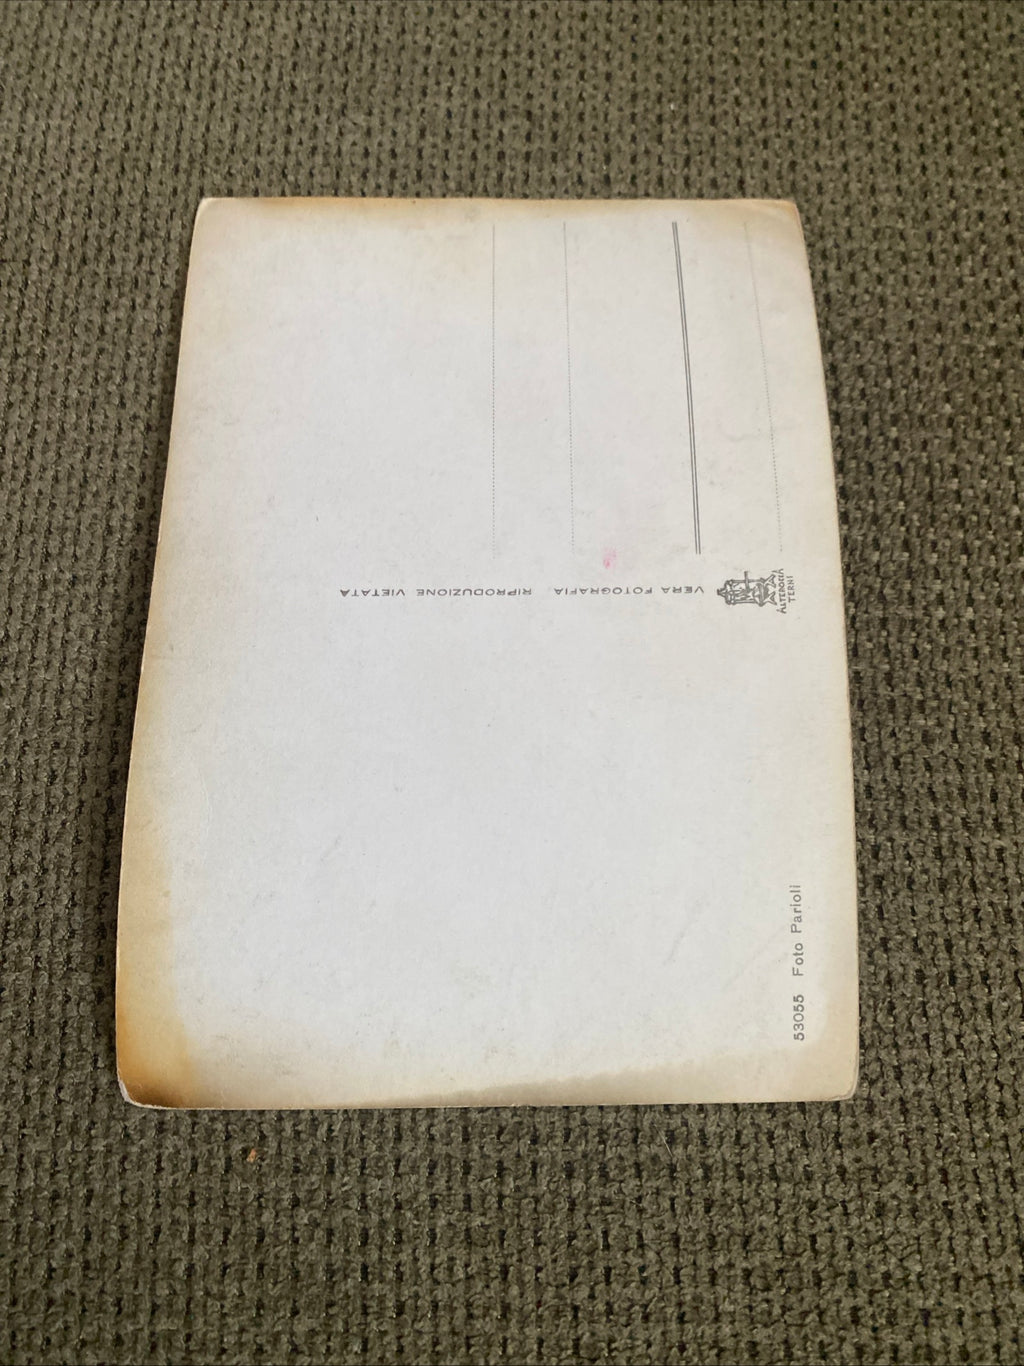 53055 Foto Parioli
VERA FOTOGRAFIA RIPRODUZIONE VIETATA
ALTEROCCA
TERNI